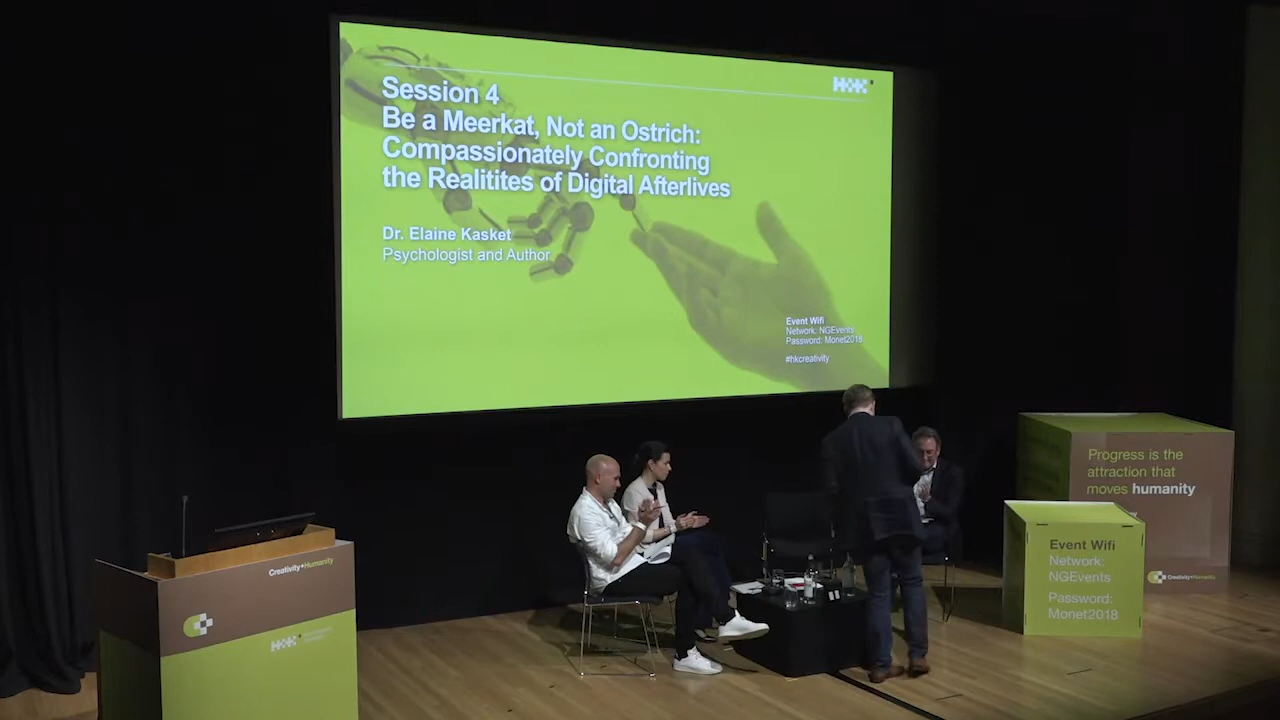 H+K
Session 4
Be a Meerkat, Not an Ostrich:
Compassionately Confronting
the Realitites of Digital Afterlives
Dr. Elaine Kasket
Psychologist and Author
Event Wifi
Network: NGEvents
Password: Monet2018
#hkcreativity
Progress is the
attraction that
moves humanity
Creativity+Humanity
Event Wifi
Network:
NGEvents
Password:
Monet2018
Creativity+Humanity
H+K